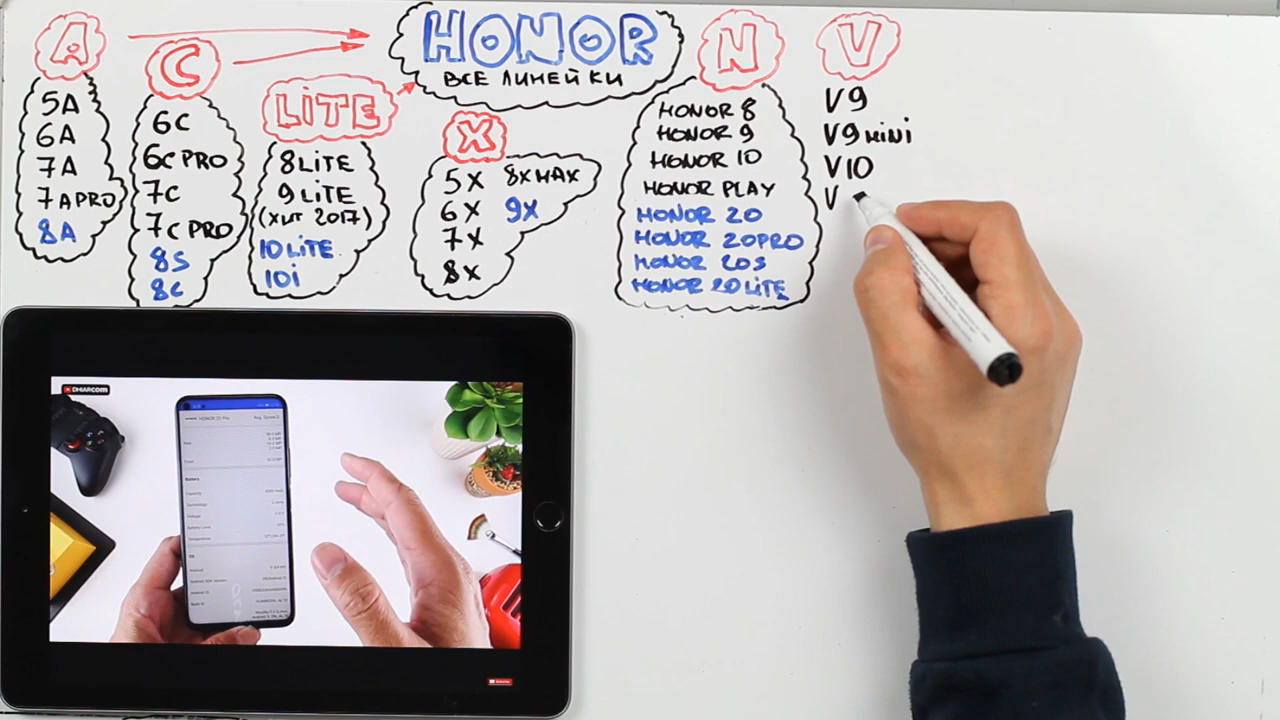 HONOR
ВСЕ ЛИНЕЙКИ
A
5A
6A
7A
7A PRO
8A
C
6C
6C PRO
7C
7C PRO
8S
8C
LITE
8 LITE
9 LITE
10 LITE
10i
X
5X
6X
7X
8X
8X MAX
9X
N
HONOR 8
HONOR 9
HONOR 10
HONOR PLAY
HONOR 20
HONOR 20 PRO
HONOR 20S
HONOR 20 LITE
V
V9
V9 MINI
V10
V
DHIARCOM
Battery